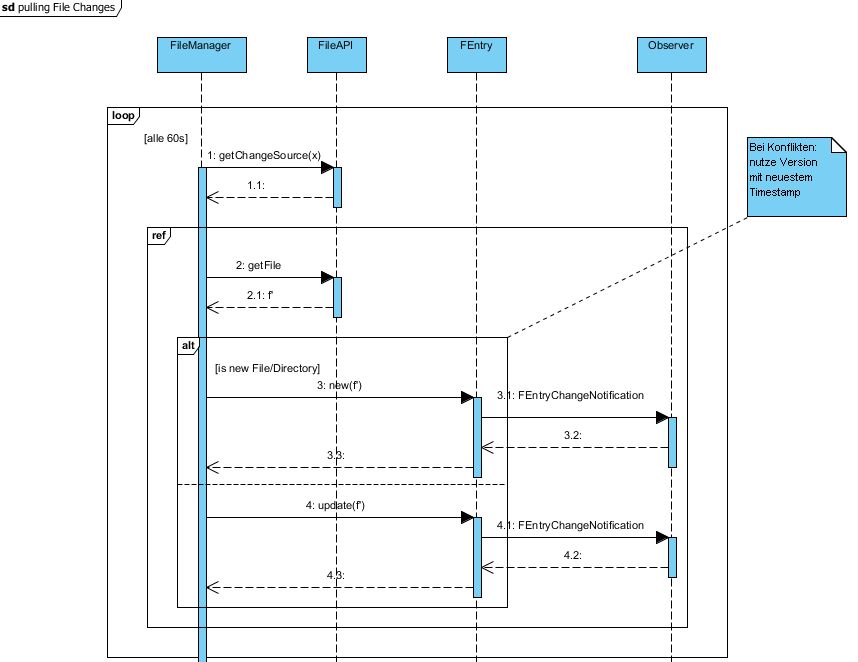 sd pulling File Changes
FileManager
FileAPI
FEntry
Observer
loop
[alle 60s]
1: getChangeSource(x)
1.1:
Bei Konflikten:
nutze Version
mit neuestem
Timestamp
ref
2: getFile
2.1: f'
alt
[is new File/Directory]
3: new(f')
3.1: FEntryChangeNotification
3.2:
3.3:
4: update(f')
4.1: FEntryChangeNotification
4.2:
4.3: